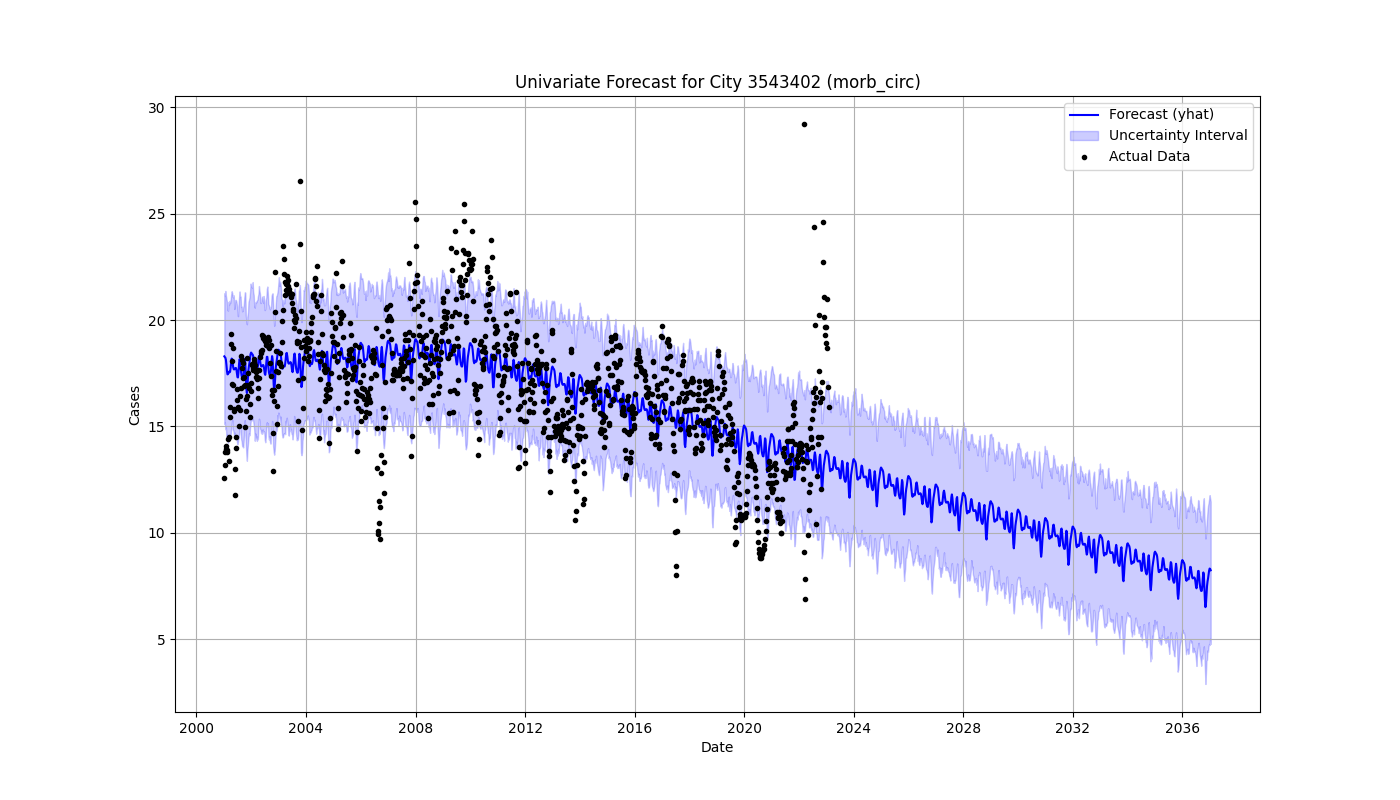 Univariate Forecast for City 3543402 (morb_circ)
Forecast (yhat)
Uncertainty Interval
Actual Data
Cases
30
25
20
15
10
5
2000 2004 2008 2012 2016 2020 2024 2028 2032 2036
Date